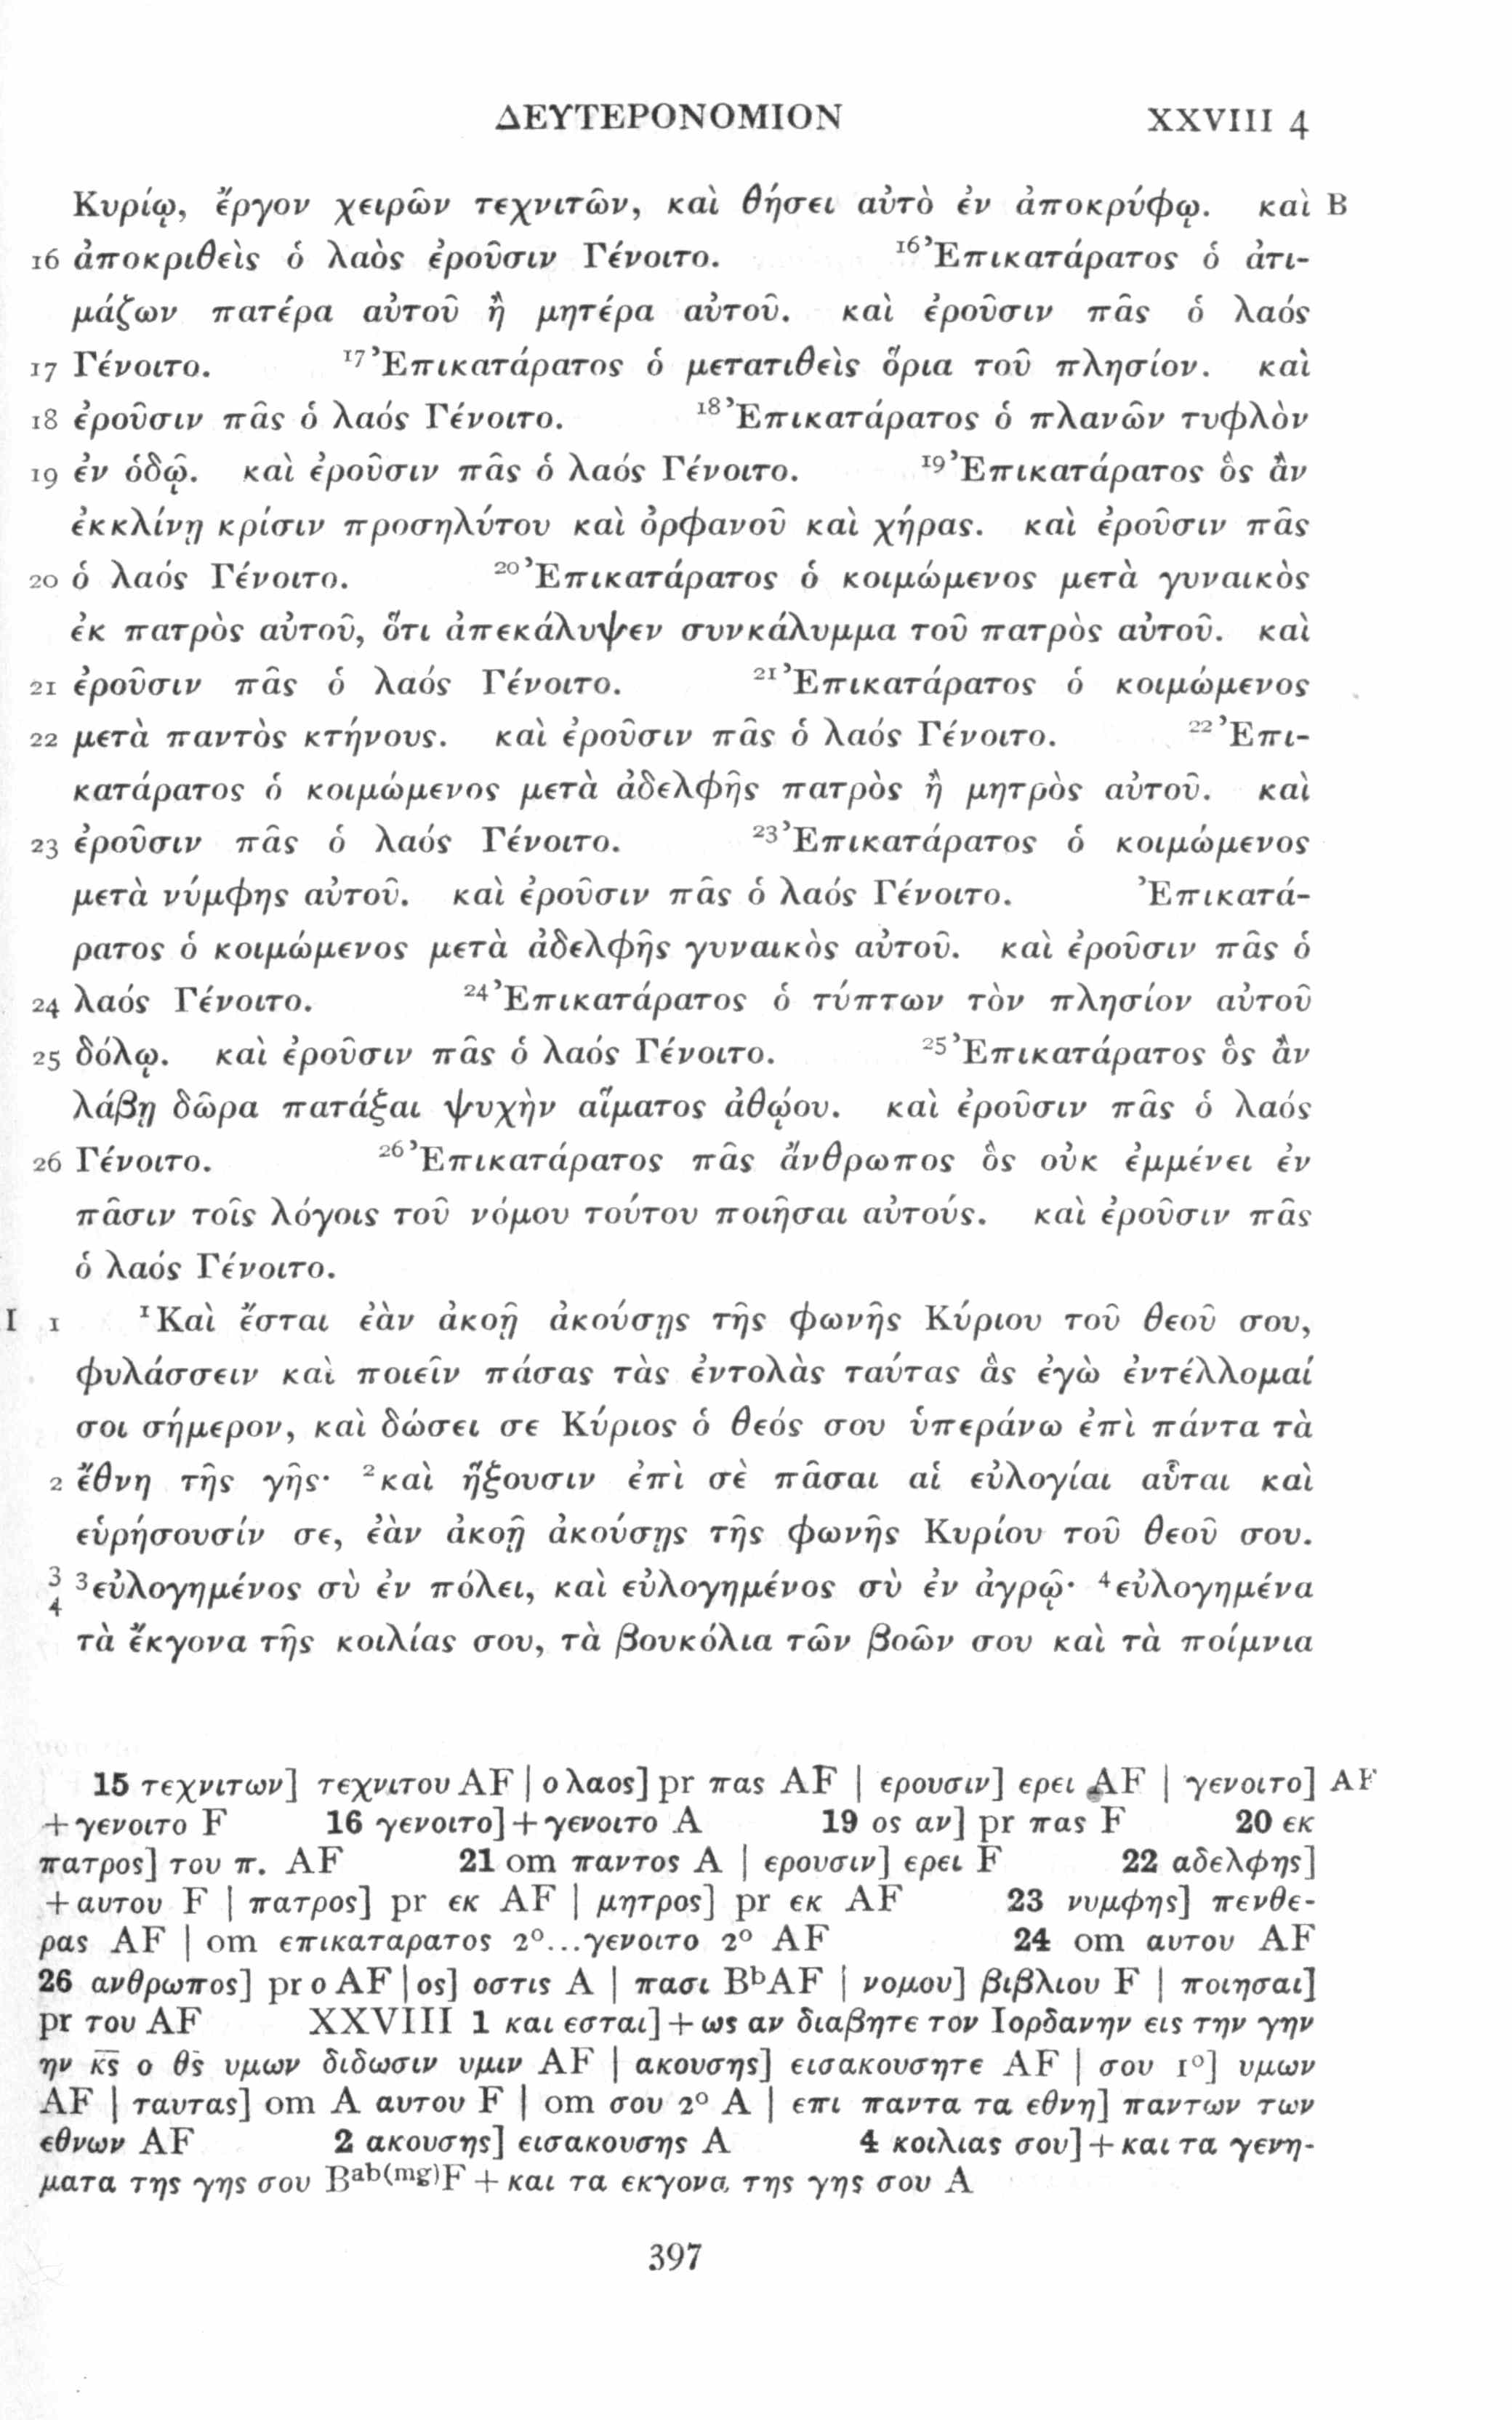 ΔΕΥΤΕΡΟΝΟΜΙΟΝ XXVIII 4
Κυρίῳ, ἔργον χειρῶν τεχνιτῶν, καὶ θήσει αὐτὸ ἐν ἀποκρύφῳ. καὶ B
16 ἀποκριθεὶς ὁ λαὸς ἐροῦσιν Γένοιτο. ¹⁶Ἐπικατάρατος ὁ ἀτι-
μάζων πατέρα αὐτοῦ ἢ μητέρα αὐτοῦ. καὶ ἐροῦσιν πᾶς ὁ λαός
17 Γένοιτο. ¹⁷Ἐπικατάρατος ὁ μετατιθεὶς ὅρια τοῦ πλησίον. καὶ
18 ἐροῦσιν πᾶς ὁ λαός Γένοιτο. ¹⁸Ἐπικατάρατος ὁ πλανῶν τυφλὸν
19 ἐν ὁδῷ. καὶ ἐροῦσιν πᾶς ὁ λαός Γένοιτο. ¹⁹Ἐπικατάρατος ὃς ἂν
ἐκκλίνῃ κρίσιν προσηλύτου καὶ ὀρφανοῦ καὶ χήρας. καὶ ἐροῦσιν πᾶς
20 ὁ λαός Γένοιτο. ²⁰Ἐπικατάρατος ὁ κοιμώμενος μετὰ γυναικὸς
ἐκ πατρὸς αὐτοῦ, ὅτι ἀπεκάλυψεν συνκάλυμμα τοῦ πατρὸς αὐτοῦ. καὶ
21 ἐροῦσιν πᾶς ὁ λαός Γένοιτο. ²¹Ἐπικατάρατος ὁ κοιμώμενος
22 μετὰ παντὸς κτήνους. καὶ ἐροῦσιν πᾶς ὁ λαός Γένοιτο. ²²Ἐπι-
κατάρατος ὁ κοιμώμενος μετὰ ἀδελφῆς πατρὸς ἢ μητρὸς αὐτοῦ. καὶ
23 ἐροῦσιν πᾶς ὁ λαός Γένοιτο. ²³Ἐπικατάρατος ὁ κοιμώμενος
μετὰ νύμφης αὐτοῦ. καὶ ἐροῦσιν πᾶς ὁ λαός Γένοιτο. Ἐπικατά-
ρατος ὁ κοιμώμενος μετὰ ἀδελφῆς γυναικὸς αὐτοῦ. καὶ ἐροῦσιν πᾶς ὁ
24 λαός Γένοιτο. ²⁴Ἐπικατάρατος ὁ τύπτων τὸν πλησίον αὐτοῦ
25 δόλῳ. καὶ ἐροῦσιν πᾶς ὁ λαός Γένοιτο. ²⁵Ἐπικατάρατος ὃς ἂν
λάβῃ δῶρα πατάξαι ψυχὴν αἵματος ἀθῴου. καὶ ἐροῦσιν πᾶς ὁ λαός
26 Γένοιτο. ²⁶Ἐπικατάρατος πᾶς ἄνθρωπος ὃς οὐκ ἐμμένει ἐν
πᾶσιν τοῖς λόγοις τοῦ νόμου τούτου ποιῆσαι αὐτούς. καὶ ἐροῦσιν πᾶς
ὁ λαός Γένοιτο.
I 1 ¹Καὶ ἔσται ἐὰν ἀκοῇ ἀκούσῃς τῆς φωνῆς Κύριου τοῦ θεοῦ σου,
φυλάσσειν καὶ ποιεῖν πάσας τὰς ἐντολὰς ταύτας ἃς ἐγὼ ἐντέλλομαί
σοι σήμερον, καὶ δώσει σε Κύριος ὁ θεός σου ὑπεράνω ἐπὶ πάντα τὰ
2 ἔθνη τῆς γῆς· ²καὶ ἥξουσιν ἐπὶ σὲ πᾶσαι αἱ εὐλογίαι αὗται καὶ
εὑρήσουσίν σε, ἐὰν ἀκοῇ ἀκούσῃς τῆς φωνῆς Κυρίου τοῦ θεοῦ σου.
3 4 ³εὐλογημένος σὺ ἐν πόλει, καὶ εὐλογημένος σὺ ἐν ἀγρῷ· ⁴εὐλογημένα
τὰ ἔκγονα τῆς κοιλίας σου, τὰ βουκόλια τῶν βοῶν σου καὶ τὰ ποίμνια
15 τεχνιτων] τεχνιτου AF | ο λαος] pr πας AF | ερουσιν] ερει AF | γενοιτο] AF
+γενοιτο F 16 γενοιτο]+γενοιτο A 19 ος αν] pr πας F 20 εκ
πατρος] του π. AF 21 om παντος A | ερουσιν] ερει F 22 αδελφης]
+αυτου F | πατρος] pr εκ AF | μητρος] pr εκ AF 23 νυμφης] πενθε-
ρας AF | om επικαταρατος 2°...γενοιτο 2° AF 24 om αυτου AF
26 ανθρωπος] pr ο AF | ος] οστις A | πασι BᵇAF | νομου] βιβλιου F | ποιησαι]
pr του AF XXVIII 1 και εσται]+ως αν διαβητε τον Ιορδανην εις την γην
ην κ̅ς̅ ο θ̅ς̅ υμων διδωσιν υμιν AF | ακουσης] εισακουσητε AF | σου 1°] υμων
AF | ταυτας] om A αυτου F | om σου 2° A | επι παντα τα εθνη] παντων των
εθνων AF 2 ακουσης] εισακουσης A 4 κοιλιας σου]+και τα γενη-
ματα της γης σου Bᵃᵇ⁽ᵐᵍ⁾F +και τα εκγονα της γης σου A
397